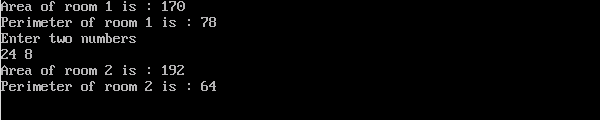 Area of room 1 is : 170
Perimeter of room 1 is : 78
Enter two numbers
24 8
Area of room 2 is : 192
Perimeter of room 2 is : 64